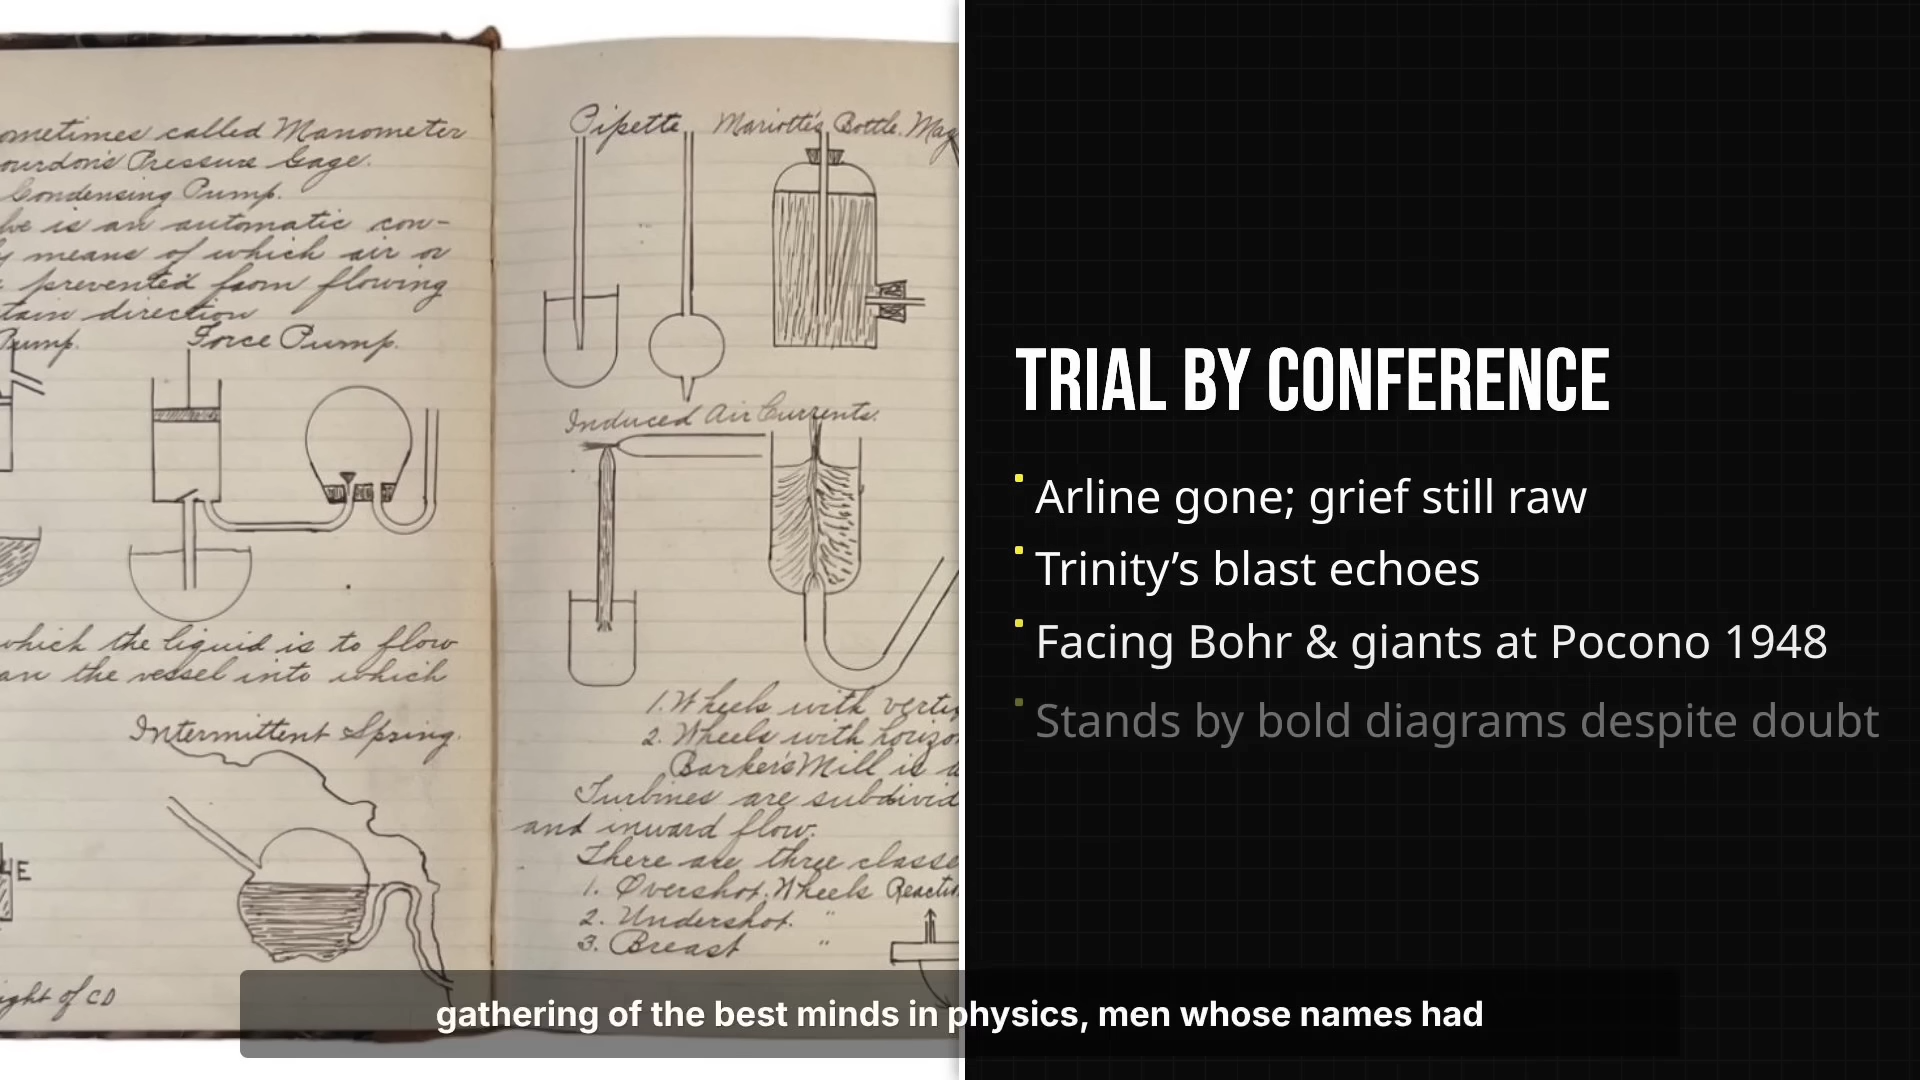 ometimes called Manometer
ourdon's Pressure Gage.
Condensing Pump.
lve is an automatic con-
y means of which air or
prevented from flowing
tain direction
Pump. Force Pump.
which the liquid is to flow
an the vessel into which
Intermittent Spring.
ight of CD
Pipette Mariotte's Bottle. Mag
Induced Air Currents.
1. Wheels with verti
2. Wheels with horizo
Barker's Mill is a
Turbines are subdivid
and inward flow.
There are three classe
1. Overshot. Wheels Reactio
2. Undershot. "
3. Breast "
TRIAL BY CONFERENCE
Arline gone; grief still raw
Trinity’s blast echoes
Facing Bohr & giants at Pocono 1948
Stands by bold diagrams despite doubt
gathering of the best minds in physics, men whose names had